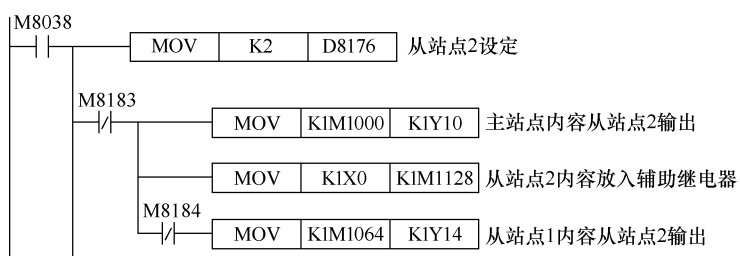 M8038
MOV K2 D8176 从站点2设定
M8183
MOV K1M1000 K1Y10 主站点内容从站点2输出
MOV K1X0 K1M1128 从站点2内容放入辅助继电器
M8184
MOV K1M1064 K1Y14 从站点1内容从站点2输出